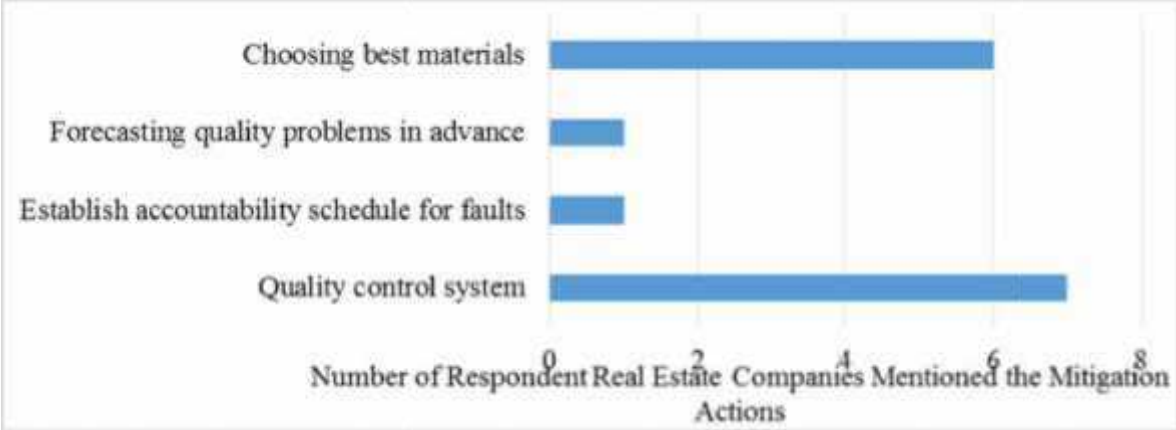 Choosing best materials
Forecasting quality problems in advance
Establish accountability schedule for faults
Quality control system
0 2 4 6 8
Number of Respondent Real Estate Companies Mentioned the Mitigation
Actions